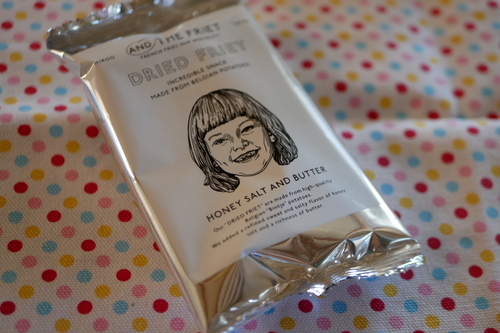 AND THE FRIET
FRENCH FRIES
DRIED FRIET
INCREDIBLE SNACK
MADE FROM BELGIAN POTATOES
HONEY SALT AND BUTTER
Our "DRIED FRIET" are made from high-quality
Belgian "Bintje" potatoes.
We added a refined sweet and salty flavor of honey
salt and a richness of butter.